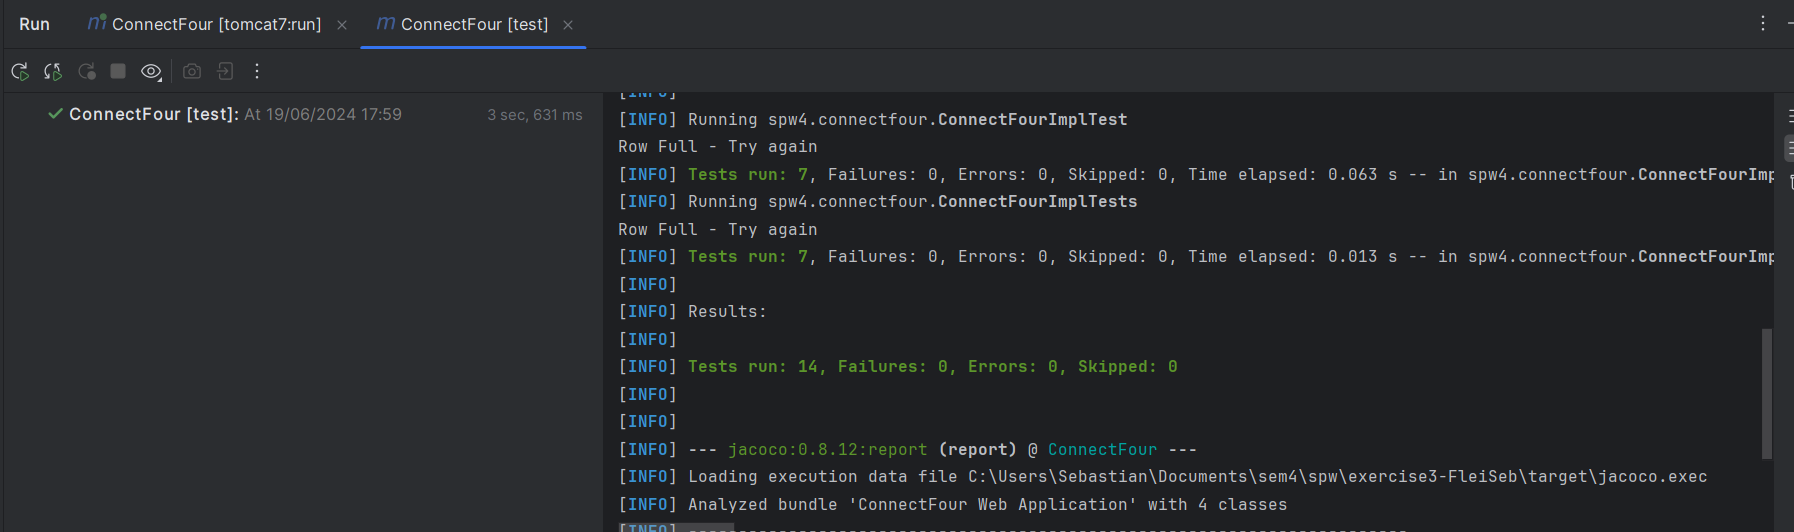 Run ConnectFour [tomcat7:run] ConnectFour [test]
ConnectFour [test]: At 19/06/2024 17:59 3 sec, 631 ms
[INFO]
[INFO] Running spw4.connectfour.ConnectFourImplTest
Row Full - Try again
[INFO] Tests run: 7, Failures: 0, Errors: 0, Skipped: 0, Time elapsed: 0.063 s -- in spw4.connectfour.ConnectFourImp
[INFO] Running spw4.connectfour.ConnectFourImplTests
Row Full - Try again
[INFO] Tests run: 7, Failures: 0, Errors: 0, Skipped: 0, Time elapsed: 0.013 s -- in spw4.connectfour.ConnectFourImp
[INFO]
[INFO] Results:
[INFO]
[INFO] Tests run: 14, Failures: 0, Errors: 0, Skipped: 0
[INFO]
[INFO]
[INFO] --- jacoco:0.8.12:report (report) @ ConnectFour ---
[INFO] Loading execution data file C:\Users\Sebastian\Documents\sem4\spw\exercise3-FleiSeb\target\jacoco.exec
[INFO] Analyzed bundle 'ConnectFour Web Application' with 4 classes
[INFO] ------------------------------------------------------------------------